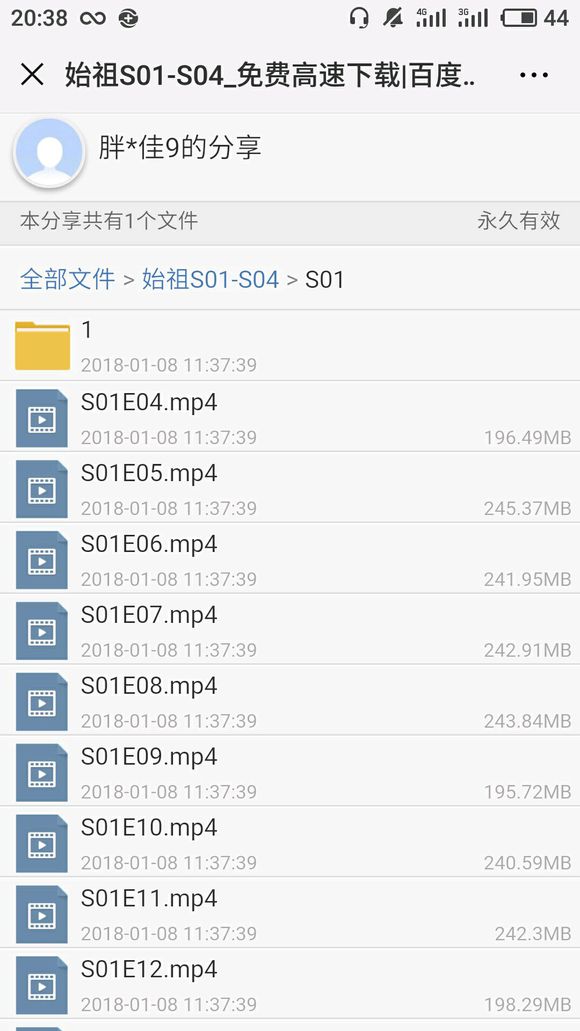 20:38 4G 3G 44
始祖S01-S04_免费高速下载|百度..
胖*佳9的分享
本分享共有1个文件 永久有效
全部文件 > 始祖S01-S04 > S01
1
2018-01-08 11:37:39
S01E04.mp4
2018-01-08 11:37:39 196.49MB
S01E05.mp4
2018-01-08 11:37:39 245.37MB
S01E06.mp4
2018-01-08 11:37:39 241.95MB
S01E07.mp4
2018-01-08 11:37:39 242.91MB
S01E08.mp4
2018-01-08 11:37:39 243.84MB
S01E09.mp4
2018-01-08 11:37:39 195.72MB
S01E10.mp4
2018-01-08 11:37:39 240.59MB
S01E11.mp4
2018-01-08 11:37:39 242.3MB
S01E12.mp4
2018-01-08 11:37:39 198.29MB